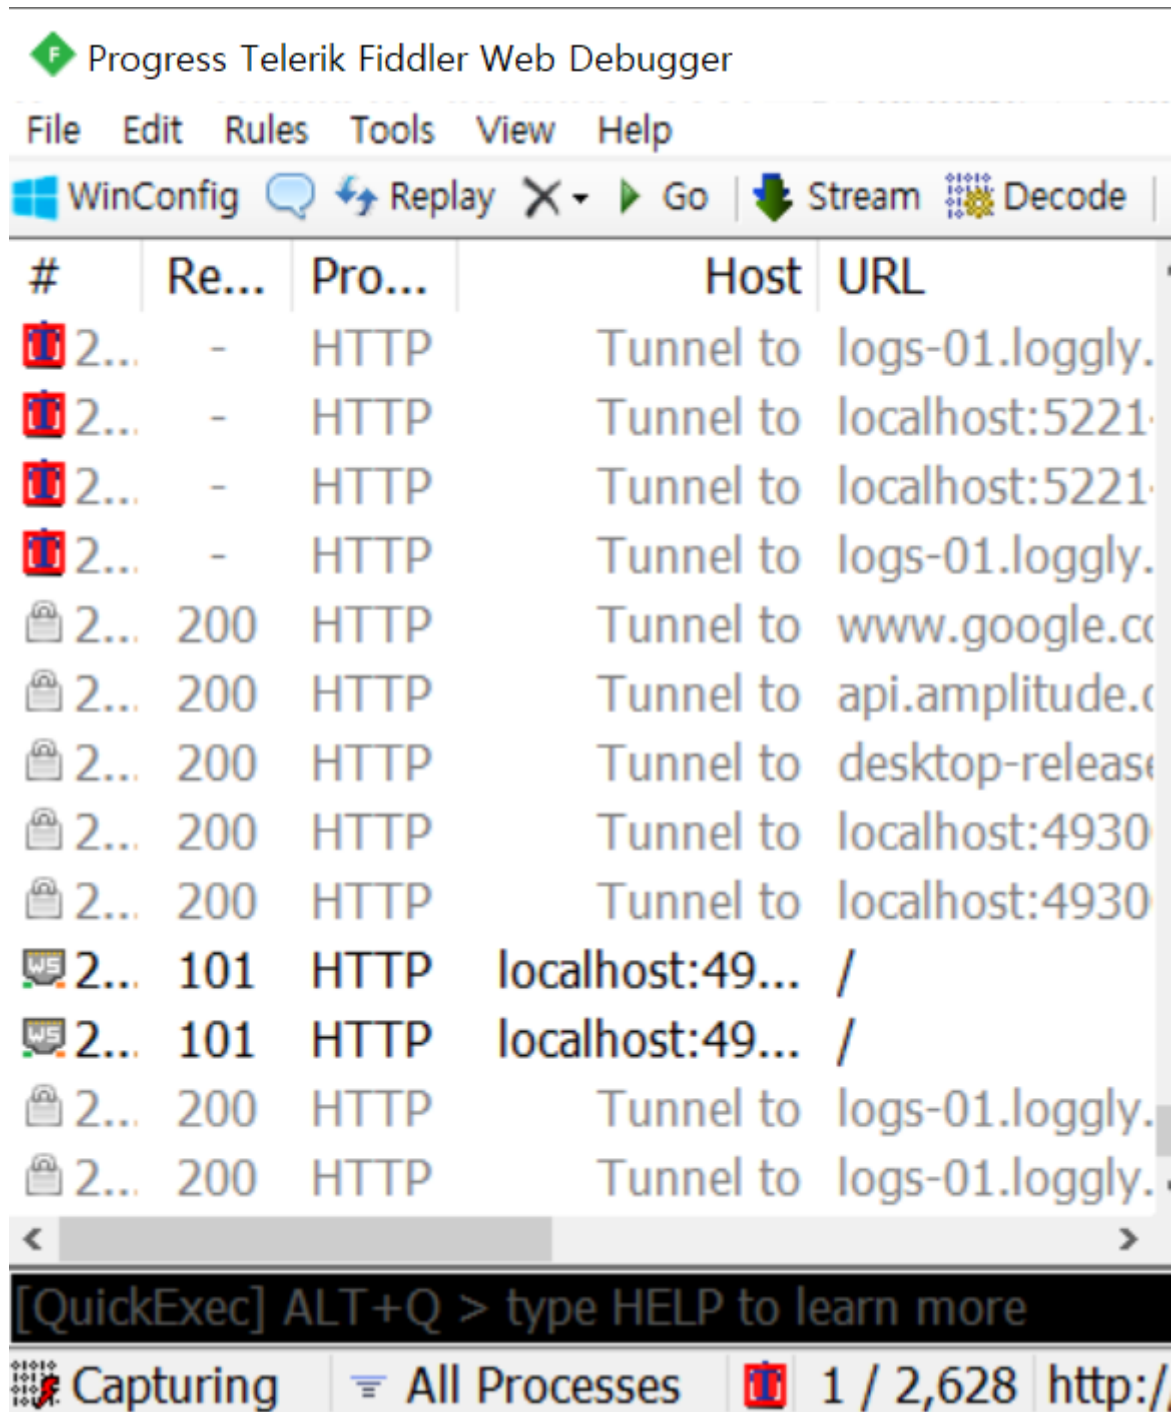 Progress Telerik Fiddler Web Debugger
File Edit Rules Tools View Help
WinConfig Replay Go Stream Decode
# Re... Pro... Host URL
2... - HTTP Tunnel to logs-01.loggly.
2... - HTTP Tunnel to localhost:5221
2... - HTTP Tunnel to localhost:5221
2... - HTTP Tunnel to logs-01.loggly.
2... 200 HTTP Tunnel to www.google.co
2... 200 HTTP Tunnel to api.amplitude.c
2... 200 HTTP Tunnel to desktop-release
2... 200 HTTP Tunnel to localhost:4930
2... 200 HTTP Tunnel to localhost:4930
2... 101 HTTP localhost:49... /
2... 101 HTTP localhost:49... /
2... 200 HTTP Tunnel to logs-01.loggly.
2... 200 HTTP Tunnel to logs-01.loggly.
[QuickExec] ALT+Q > type HELP to learn more
Capturing All Processes 1 / 2,628 http:/